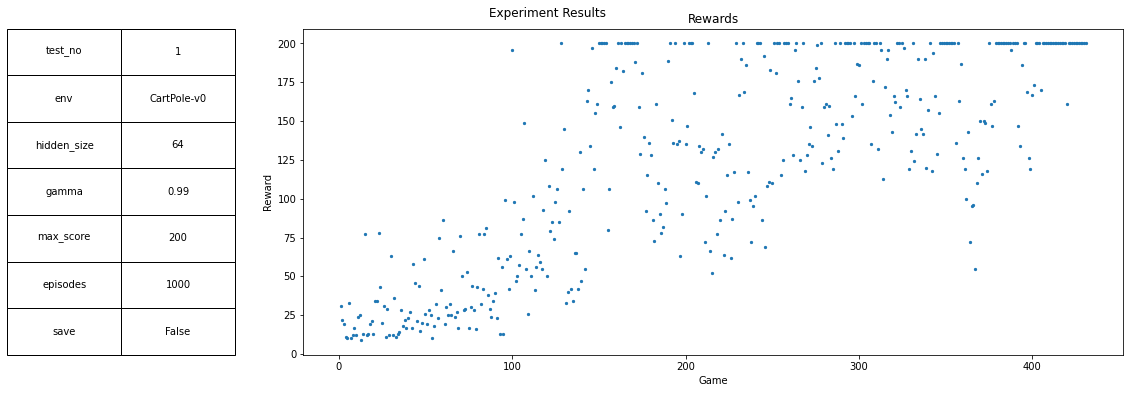 Experiment Results
test_no 1
env CartPole-v0
hidden_size 64
gamma 0.99
max_score 200
episodes 1000
save False
Rewards
Reward
200
175
150
125
100
75
50
25
0
0 100 200 300 400
Game